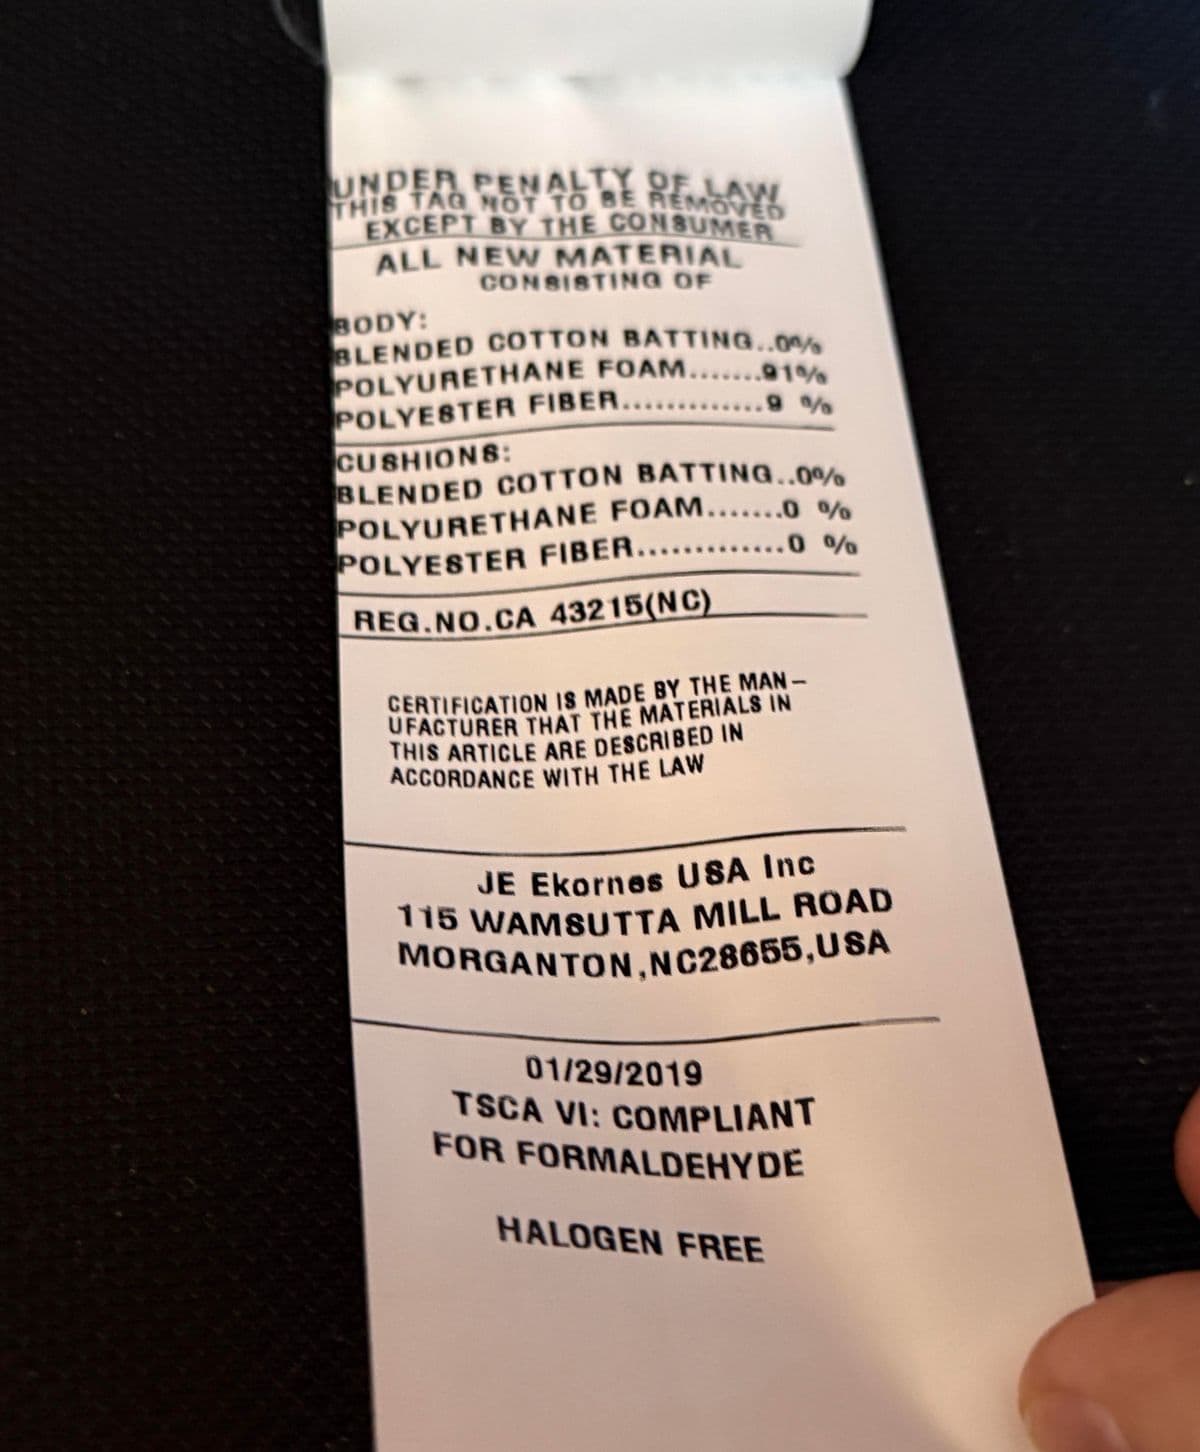 UNDER PENALTY OF LAW
THIS TAG NOT TO BE REMOVED
EXCEPT BY THE CONSUMER
ALL NEW MATERIAL
CONSISTING OF
BODY:
BLENDED COTTON BATTING..0%
POLYURETHANE FOAM.......91%
POLYESTER FIBER..............9 %
CUSHIONS:
BLENDED COTTON BATTING..0%
POLYURETHANE FOAM.......0 %
POLYESTER FIBER..............0 %
REG.NO.CA 43215(NC)
CERTIFICATION IS MADE BY THE MAN-
UFACTURER THAT THE MATERIALS IN
THIS ARTICLE ARE DESCRIBED IN
ACCORDANCE WITH THE LAW
JE Ekornes USA Inc
115 WAMSUTTA MILL ROAD
MORGANTON,NC28655,USA
01/29/2019
TSCA VI: COMPLIANT
FOR FORMALDEHYDE
HALOGEN FREE